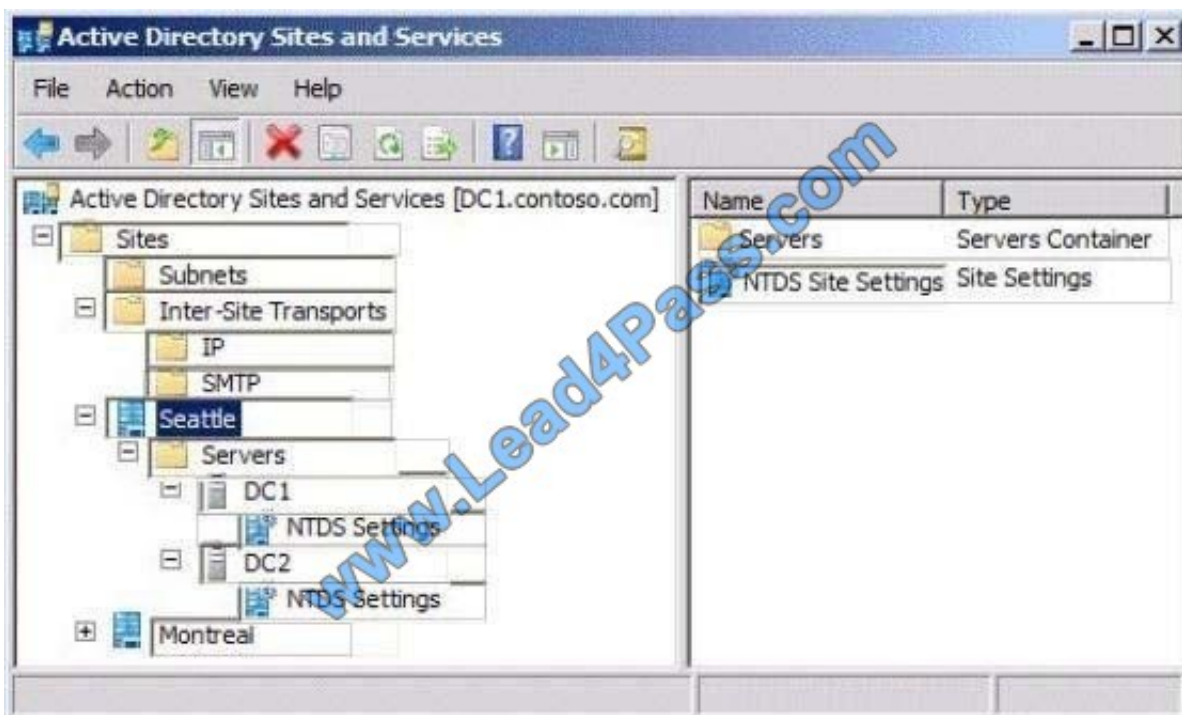 Active Directory Sites and Services
File Action View Help
Active Directory Sites and Services [DC1.contoso.com]
Sites
Subnets
Inter-Site Transports
IP
SMTP
Seattle
Servers
DC1
NTDS Settings
DC2
NTDS Settings
Montreal
Name Type
Servers Servers Container
NTDS Site Settings Site Settings
www.Lead4Pass.com